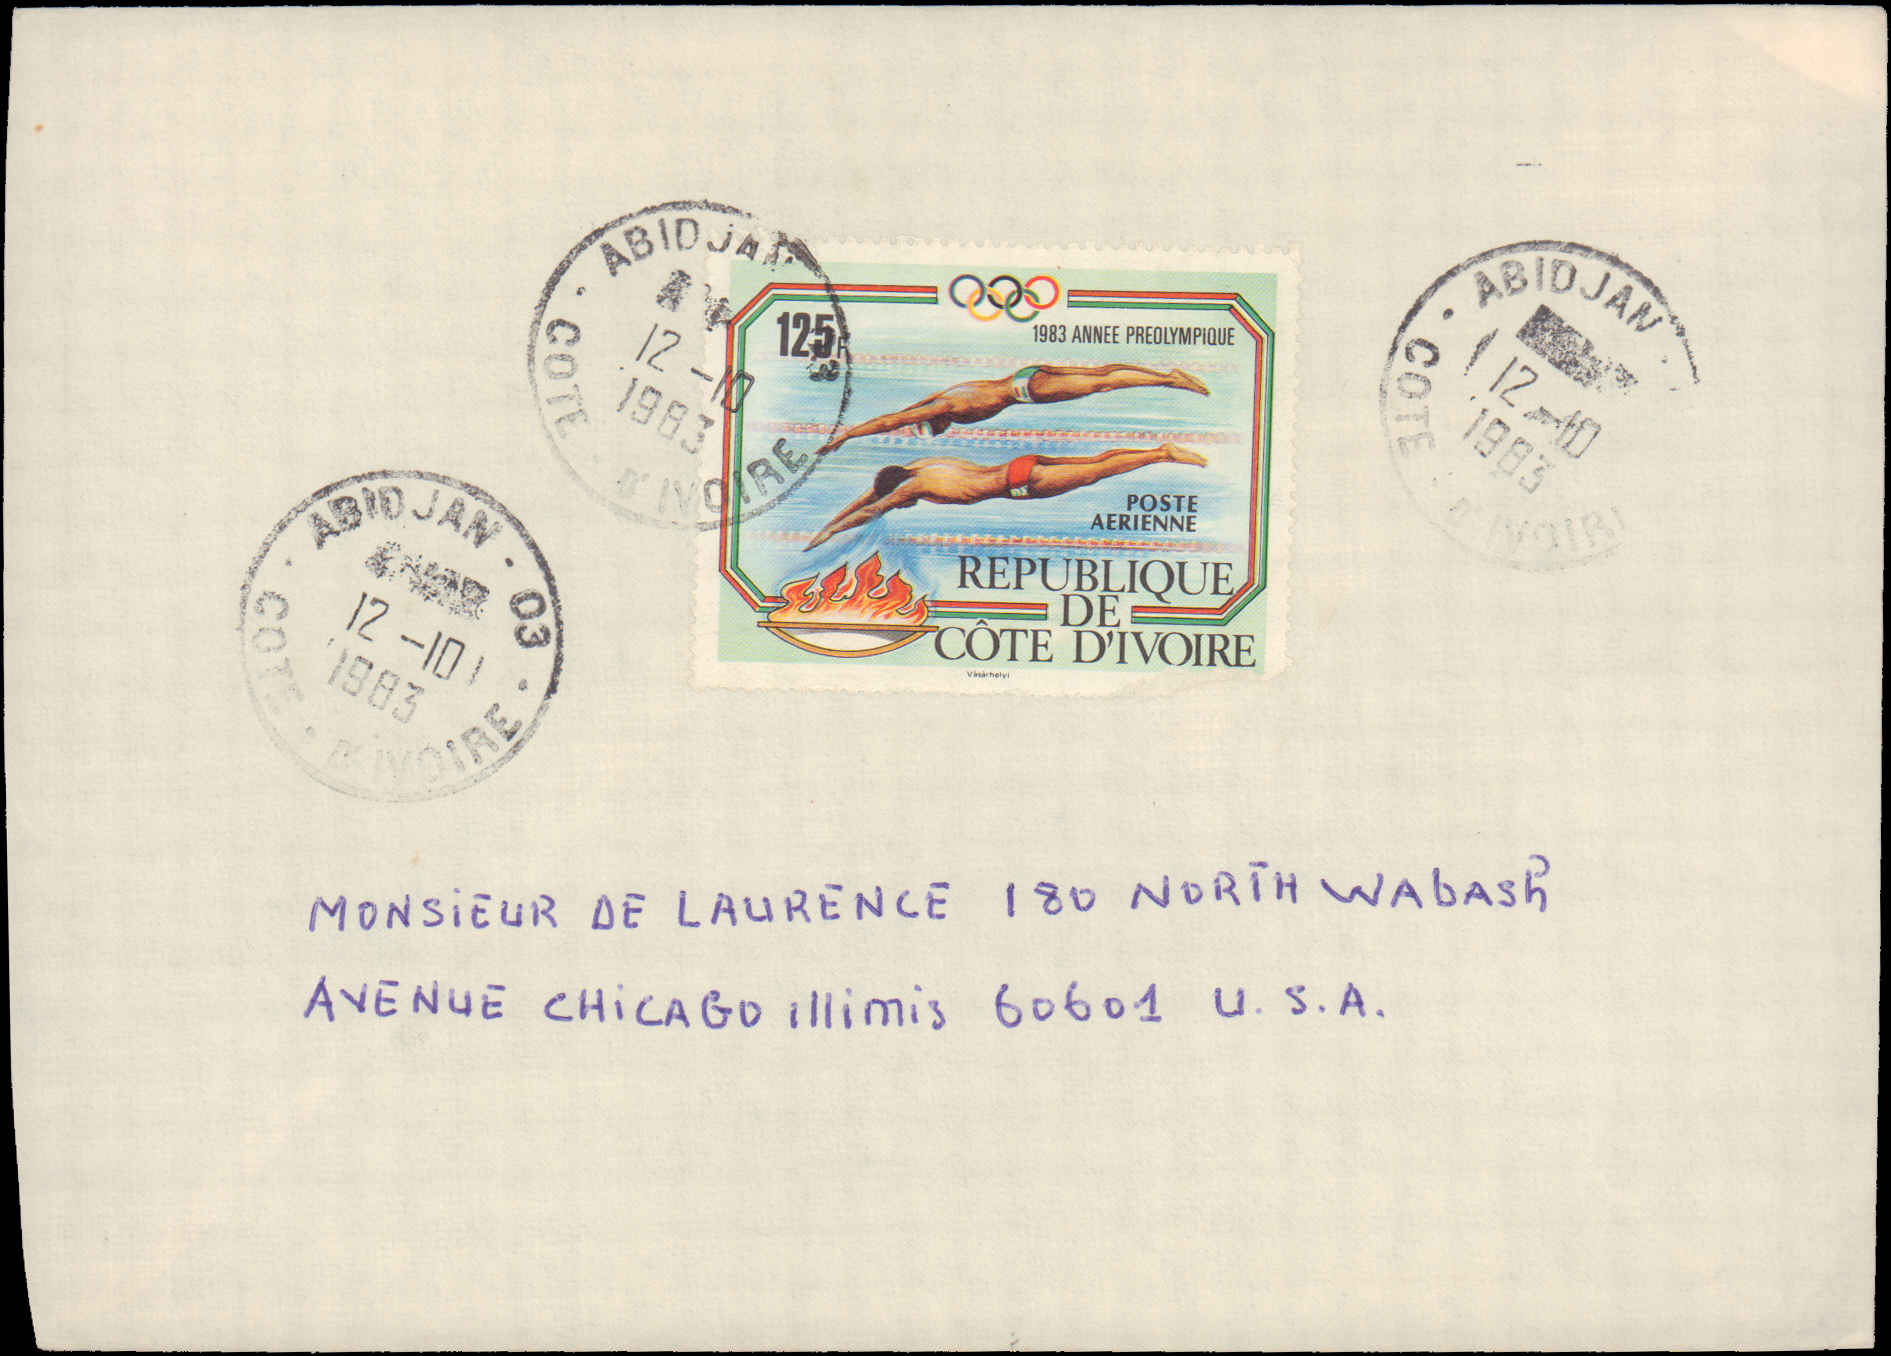 ABIDJAN
12-10
1983
COTE D'IVOIRE
125F
1983 ANNEE PREOLYMPIQUE
POSTE
AERIENNE
REPUBLIQUE
DE
CÔTE D'IVOIRE
Vásárhelyi
ABIDJAN
12-10
1983
COTE D'IVOIRE
ABIDJAN 03
12-10
1983
COTE D'IVOIRE
MONSiEUR DE LAURENCE 180 NORTH WAbASh
AVENUE CHiCAGO illimis 60601 U.S.A.